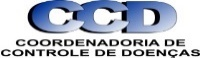 CCD
COORDENADORIA DE
CONTROLE DE DOENÇAS